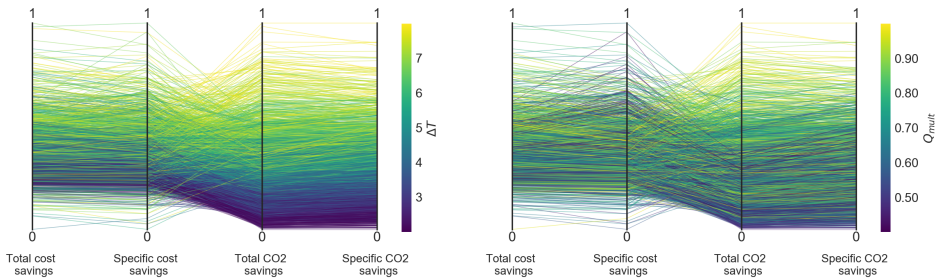 1 1 1 1
7
6
5
4
3
ΔT
0 0 0 0
Total cost
savings
Specific cost
savings
Total CO2
savings
Specific CO2
savings
1 1 1 1
0.90
0.80
0.70
0.60
0.50
Qmult
0 0 0 0
Total cost
savings
Specific cost
savings
Total CO2
savings
Specific CO2
savings